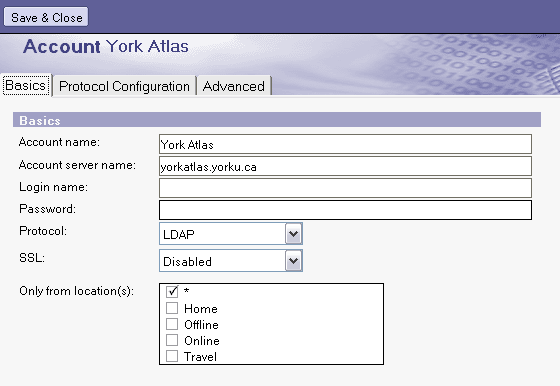 Save & Close
Account York Atlas
Basics Protocol Configuration Advanced
Basics
Account name: York Atlas
Account server name: yorkatlas.yorku.ca
Login name:
Password:
Protocol: LDAP
SSL: Disabled
Only from location(s): *
Home
Offline
Online
Travel